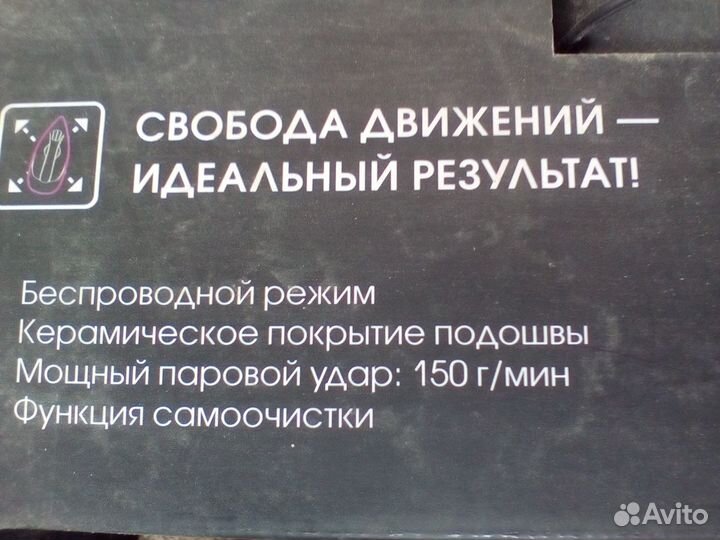 СВОБОДА ДВИЖЕНИЙ —
ИДЕАЛЬНЫЙ РЕЗУЛЬТАТ!
Беспроводной режим
Керамическое покрытие подошвы
Мощный паровой удар: 150 г/мин
Функция самоочистки
Avito